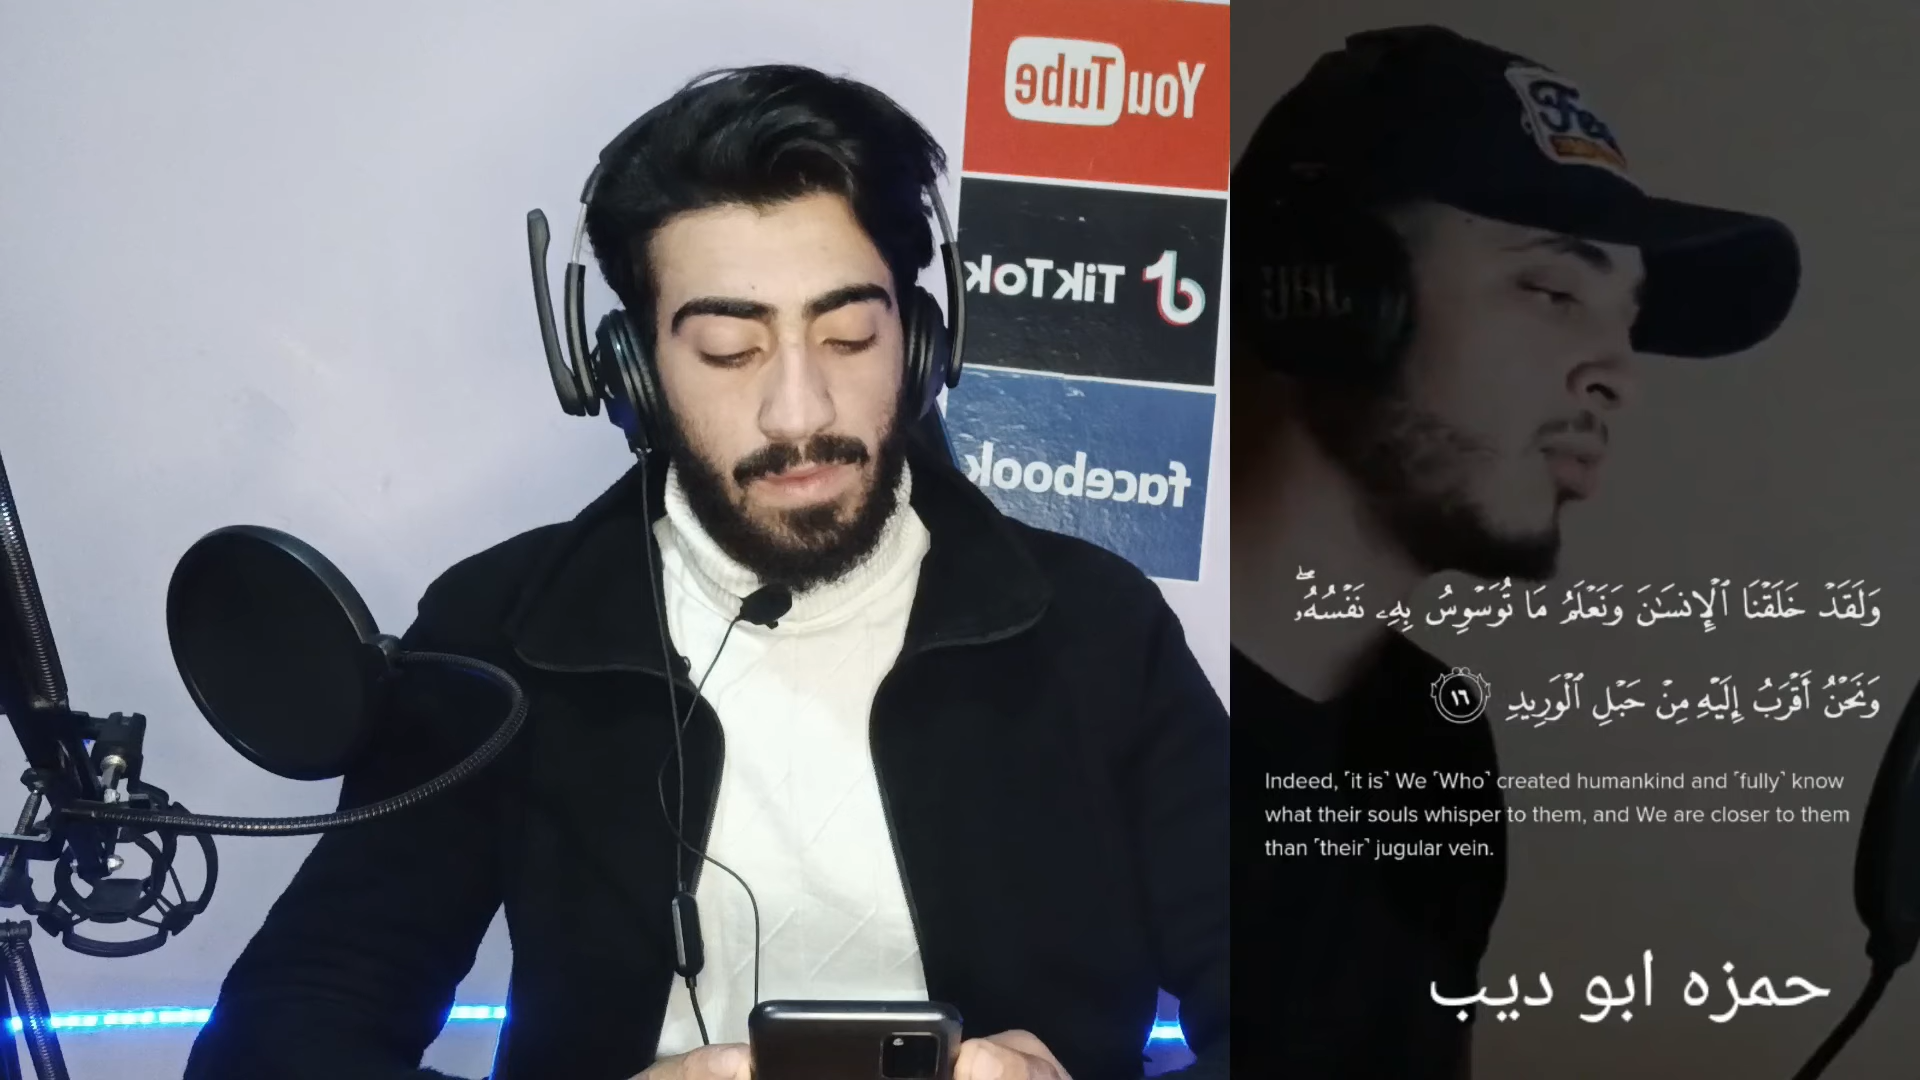 YouTube
TikTok
facebook
JBL
وَلَقَدۡ خَلَقۡنَا ٱلۡإِنسَٰنَ وَنَعۡلَمُ مَا تُوَسۡوِسُ بِهِۦ نَفۡسُهُۥۖ
وَنَحۡنُ أَقۡرَبُ إِلَيۡهِ مِنۡ حَبۡلِ ٱلۡوَرِيدِ ١٦
Indeed, ˹it is˺ We ˹Who˺ created humankind and ˹fully˺ know
what their souls whisper to them, and We are closer to them
than ˹their˺ jugular vein.
حمزه ابو ديب